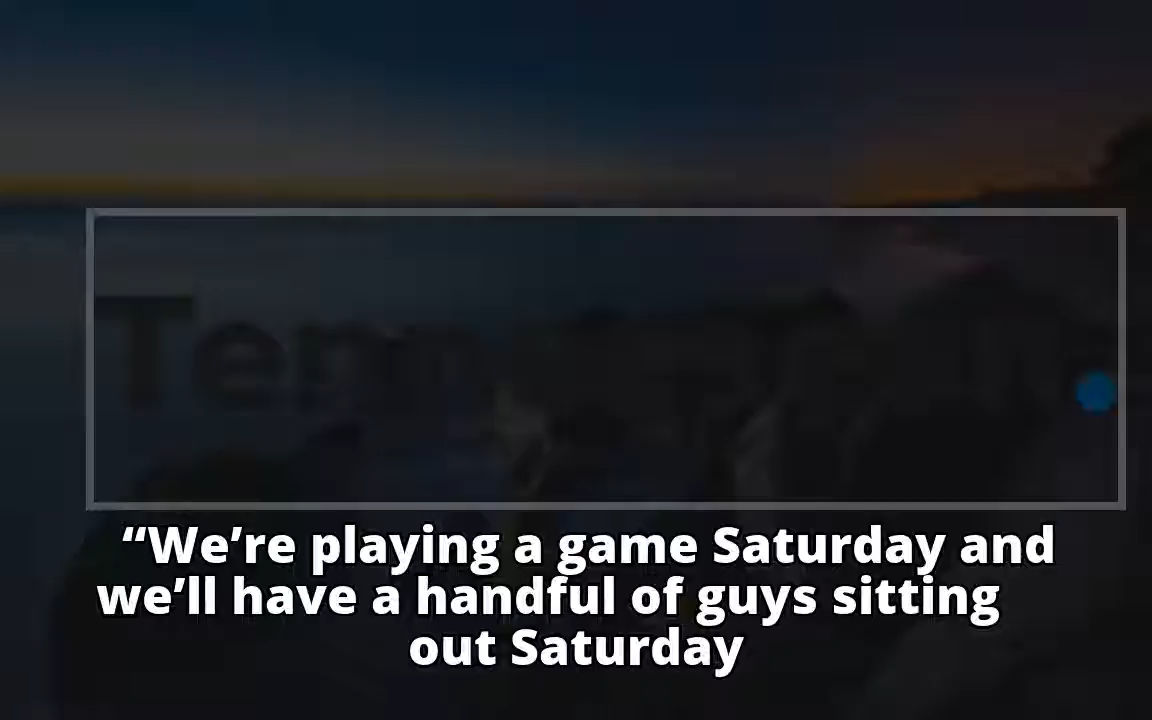 “We’re playing a game Saturday and
we’ll have a handful of guys sitting
out Saturday